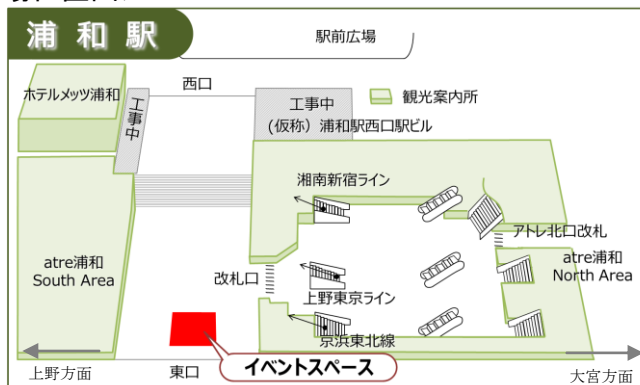 浦和駅
駅前広場
ホテルメッツ浦和
西口
工事中
工事中
(仮称)浦和駅西口駅ビル
観光案内所
湘南新宿ライン
アトレ北口改札
atre浦和
South Area
改札口
上野東京ライン
atre浦和
North Area
京浜東北線
イベントスペース
上野方面
東口
大宮方面